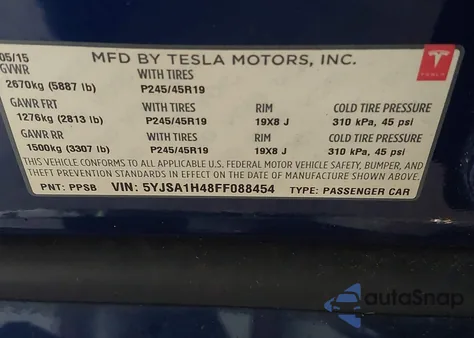 05/15 MFD BY TESLA MOTORS, INC. TESLA
GVWR WITH TIRES
2670kg (5887 lb) P245/45R19
GAWR FRT WITH TIRES RIM COLD TIRE PRESSURE
1276kg (2813 lb) P245/45R19 19X8 J 310 kPa, 45 psi
GAWR RR WITH TIRES RIM COLD TIRE PRESSURE
1500kg (3307 lb) P245/45R19 19X8 J 310 kPa, 45 psi
THIS VEHICLE CONFORMS TO ALL APPLICABLE U.S. FEDERAL MOTOR VEHICLE SAFETY, BUMPER, AND
THEFT PREVENTION STANDARDS IN EFFECT ON THE DATE OF MANUFACTURE SHOWN ABOVE.
PNT: PPSB VIN: 5YJSA1H48FF088454 TYPE: PASSENGER CAR
autoSnap